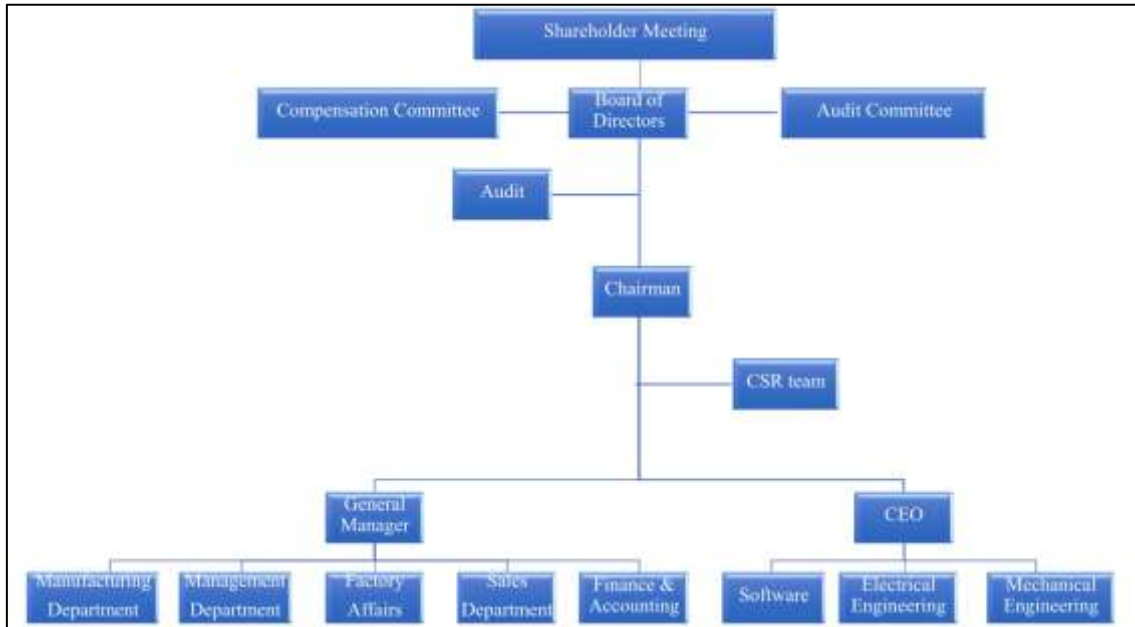 Shareholder Meeting
Compensation Committee
Board of
Directors
Audit Committee
Audit
Chairman
CSR team
General
Manager
CEO
Manufacturing
Department
Management
Department
Factory
Affairs
Sales
Department
Finance &
Accounting
Software
Electrical
Engineering
Mechanical
Engineering